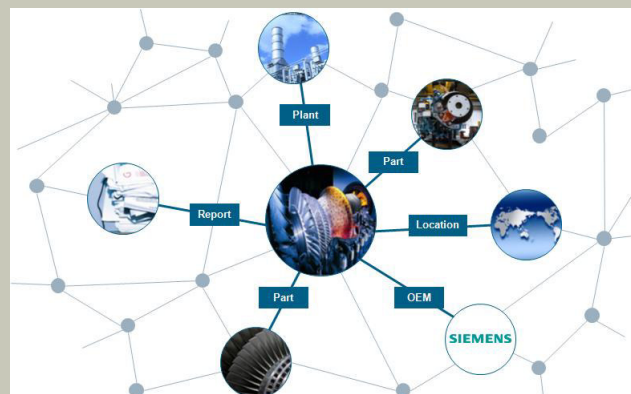 Plant
Part
Report
Location
Part
OEM
SIEMENS